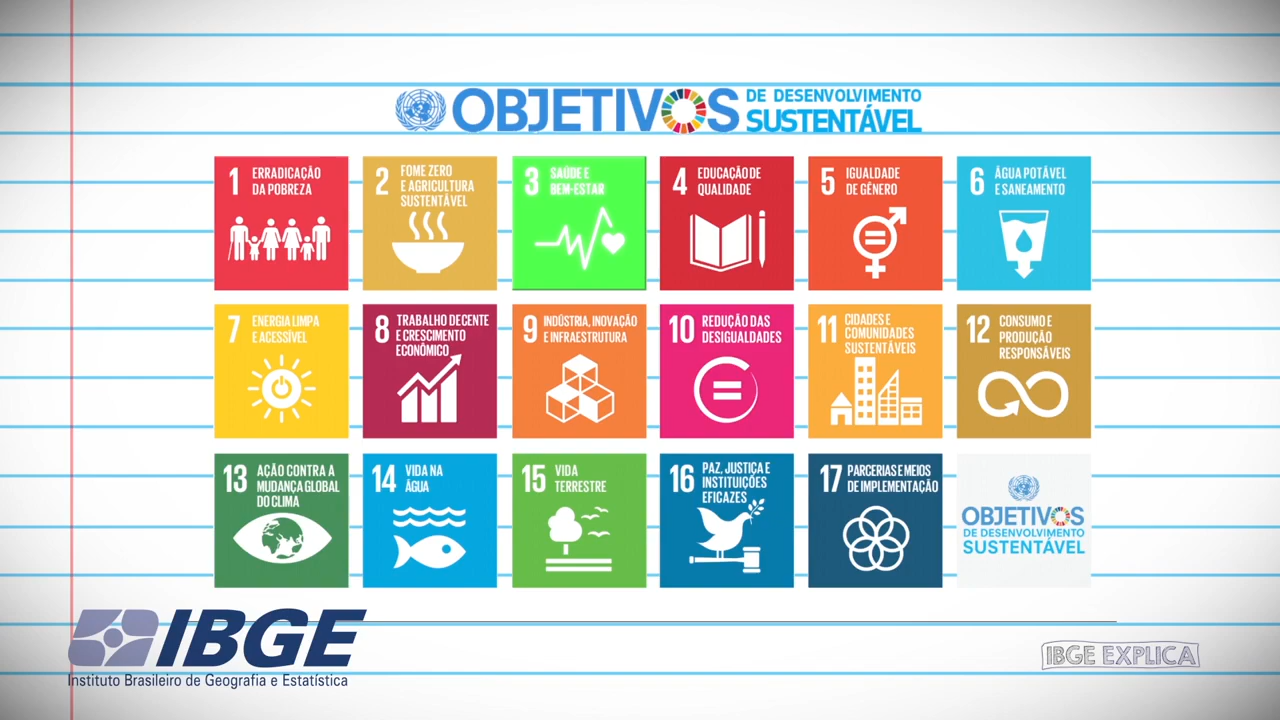 OBJETIVOS
DE DESENVOLVIMENTO
SUSTENTÁVEL
1 ERRADICAÇÃO
DA POBREZA
2 FOME ZERO
E AGRICULTURA
SUSTENTÁVEL
3 SAÚDE E
BEM-ESTAR
4 EDUCAÇÃO DE
QUALIDADE
5 IGUALDADE
DE GÊNERO
6 ÁGUA POTÁVEL
E SANEAMENTO
7 ENERGIA LIMPA
E ACESSÍVEL
8 TRABALHO DECENTE
E CRESCIMENTO
ECONÔMICO
9 INDÚSTRIA, INOVAÇÃO
E INFRAESTRUTURA
10 REDUÇÃO DAS
DESIGUALDADES
11 CIDADES E
COMUNIDADES
SUSTENTÁVEIS
12 CONSUMO E
PRODUÇÃO
RESPONSÁVEIS
13 AÇÃO CONTRA A
MUDANÇA GLOBAL
DO CLIMA
14 VIDA NA
ÁGUA
15 VIDA
TERRESTRE
16 PAZ, JUSTIÇA E
INSTITUIÇÕES
EFICAZES
17 PARCERIAS E MEIOS
DE IMPLEMENTAÇÃO
OBJETIVOS
DE DESENVOLVIMENTO
SUSTENTÁVEL
IBGE
Instituto Brasileiro de Geografia e Estatística
IBGE EXPLICA